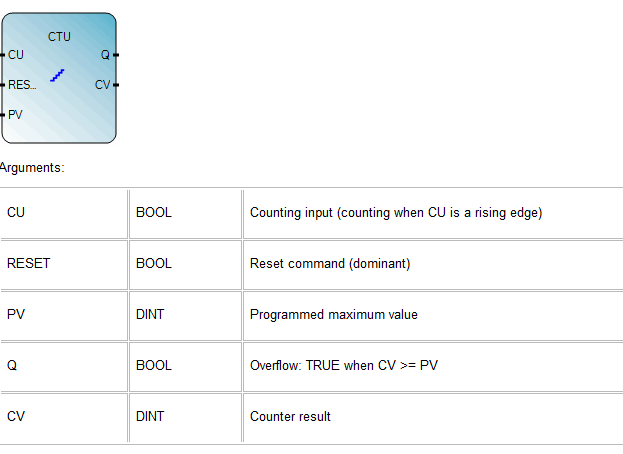 CTU
CU Q
RES... CV
PV
Arguments:
CU BOOL Counting input (counting when CU is a rising edge)
RESET BOOL Reset command (dominant)
PV DINT Programmed maximum value
Q BOOL Overflow: TRUE when CV >= PV
CV DINT Counter result